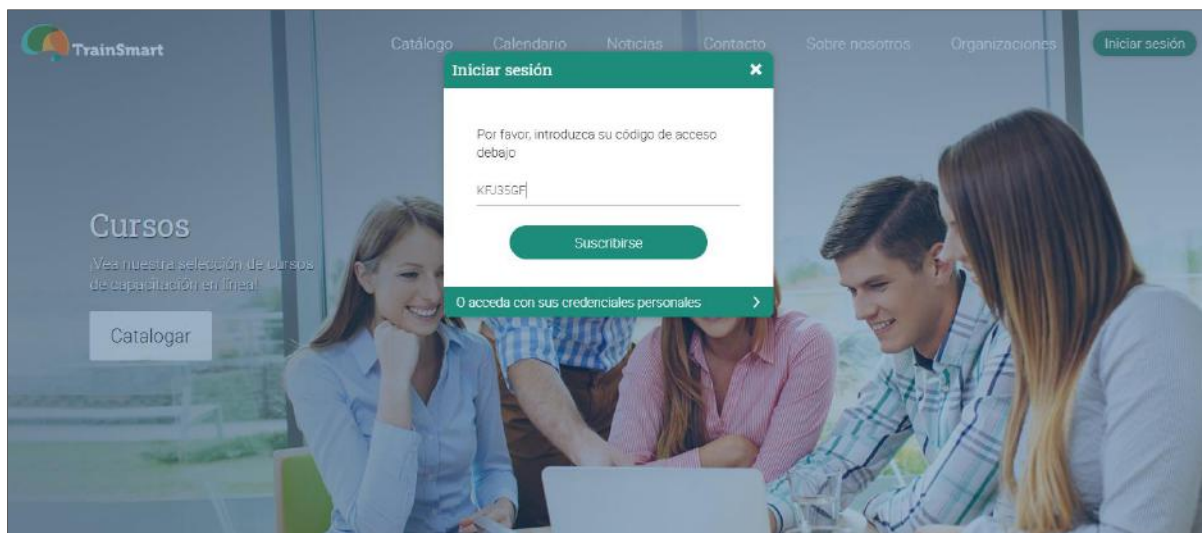 TrainSmart
Catálogo Calendario Noticias Contacto Sobre nosotros Organizaciones Iniciar sesión
Iniciar sesión ×
Por favor, introduzca su código de acceso
debajo
KFJ35GF
Suscribirse
O acceda con sus credenciales personales
Cursos
¡Vea nuestra selección de cursos
de capacitación en línea!
Catalogar